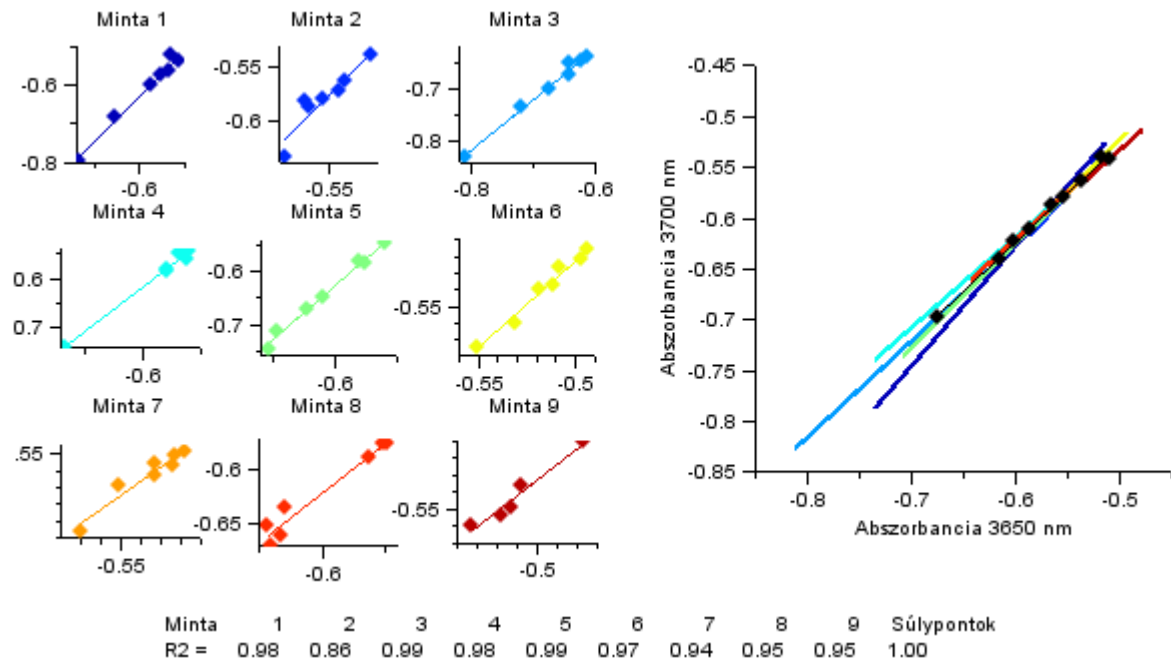 Minta 1
-0.6
-0.8
-0.6
Minta 2
-0.55
-0.6
-0.55
Minta 3
-0.7
-0.8
-0.8 -0.6
Minta 4
0.6
0.7
-0.6
Minta 5
-0.6
-0.7
-0.6
Minta 6
-0.55
-0.55 -0.5
Minta 7
.55
-0.55
Minta 8
-0.6
-0.65
-0.6
Minta 9
-0.55
-0.5
Abszorbancia 3700 nm
-0.45
-0.5
-0.55
-0.6
-0.65
-0.7
-0.75
-0.8
-0.85
-0.8 -0.7 -0.6 -0.5
Abszorbancia 3650 nm
Minta 1 2 3 4 5 6 7 8 9 Súlypontok
R2 = 0.98 0.86 0.99 0.98 0.99 0.97 0.94 0.95 0.95 1.00